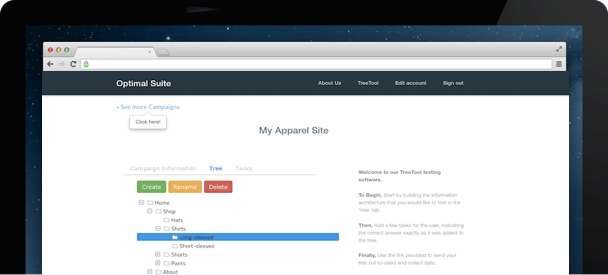 Optimal Suite
About Us
TreeTool
Edit account
Sign out
« See more Campaigns
Click here!
My Apparel Site
Campaign Information
Tree
Tasks
Create
Rename
Delete
Home
Shop
Hats
Shirts
Long-sleeved
Short-sleeved
Shorts
Pants
About
Welcome to our TreeTool testing
software.
To Begin, Start by building the information
architecture that you would like to test in the
'tree' tab.
Then, Add a few tasks for the user, indicating
the correct answer exactly as it was added in
the tree.
Finally, Use the link provided to send your
test out to users and collect data.